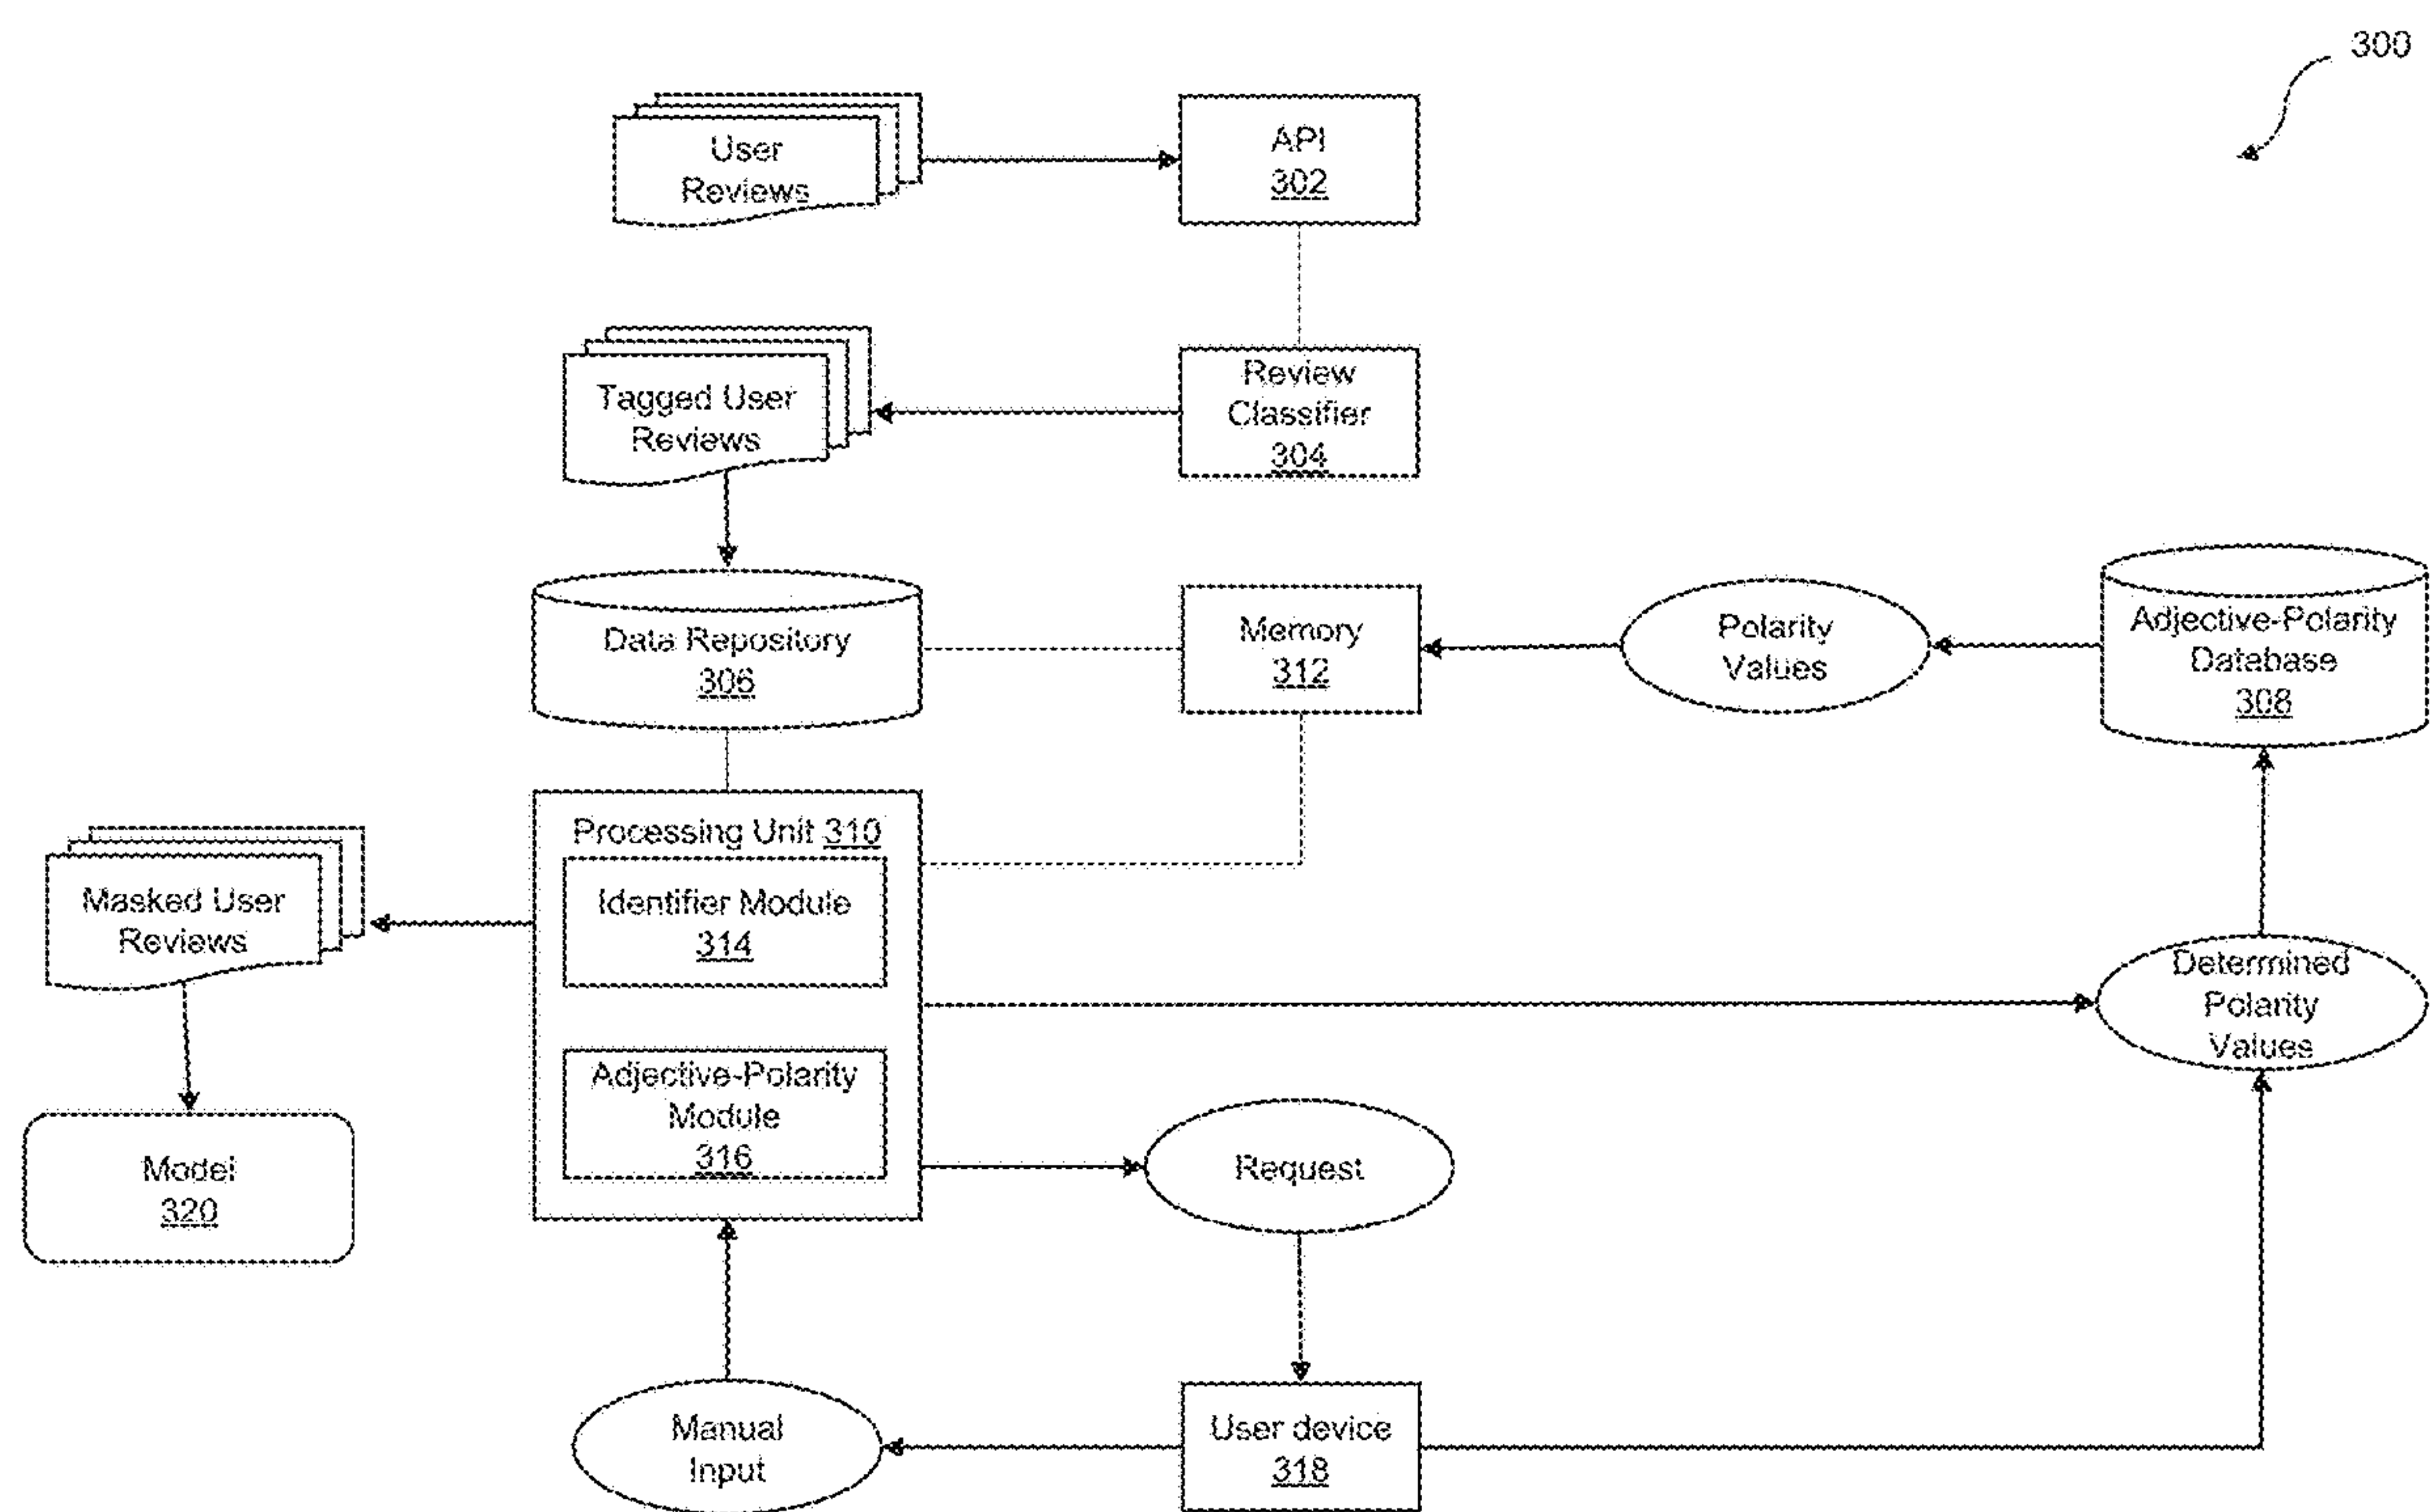 300
User
Reviews
API
302
Tagged User
Reviews
Review
Classifier
304
Data Repository
306
Memory
312
Polarity
Values
Adjective-Polarity
Database
308
Processing Unit 310
Identifier Module
314
Masked User
Reviews
Determined
Polarity
Values
Adjective-Polarity
Module
316
Request
Model
320
Manual
Input
User device
318